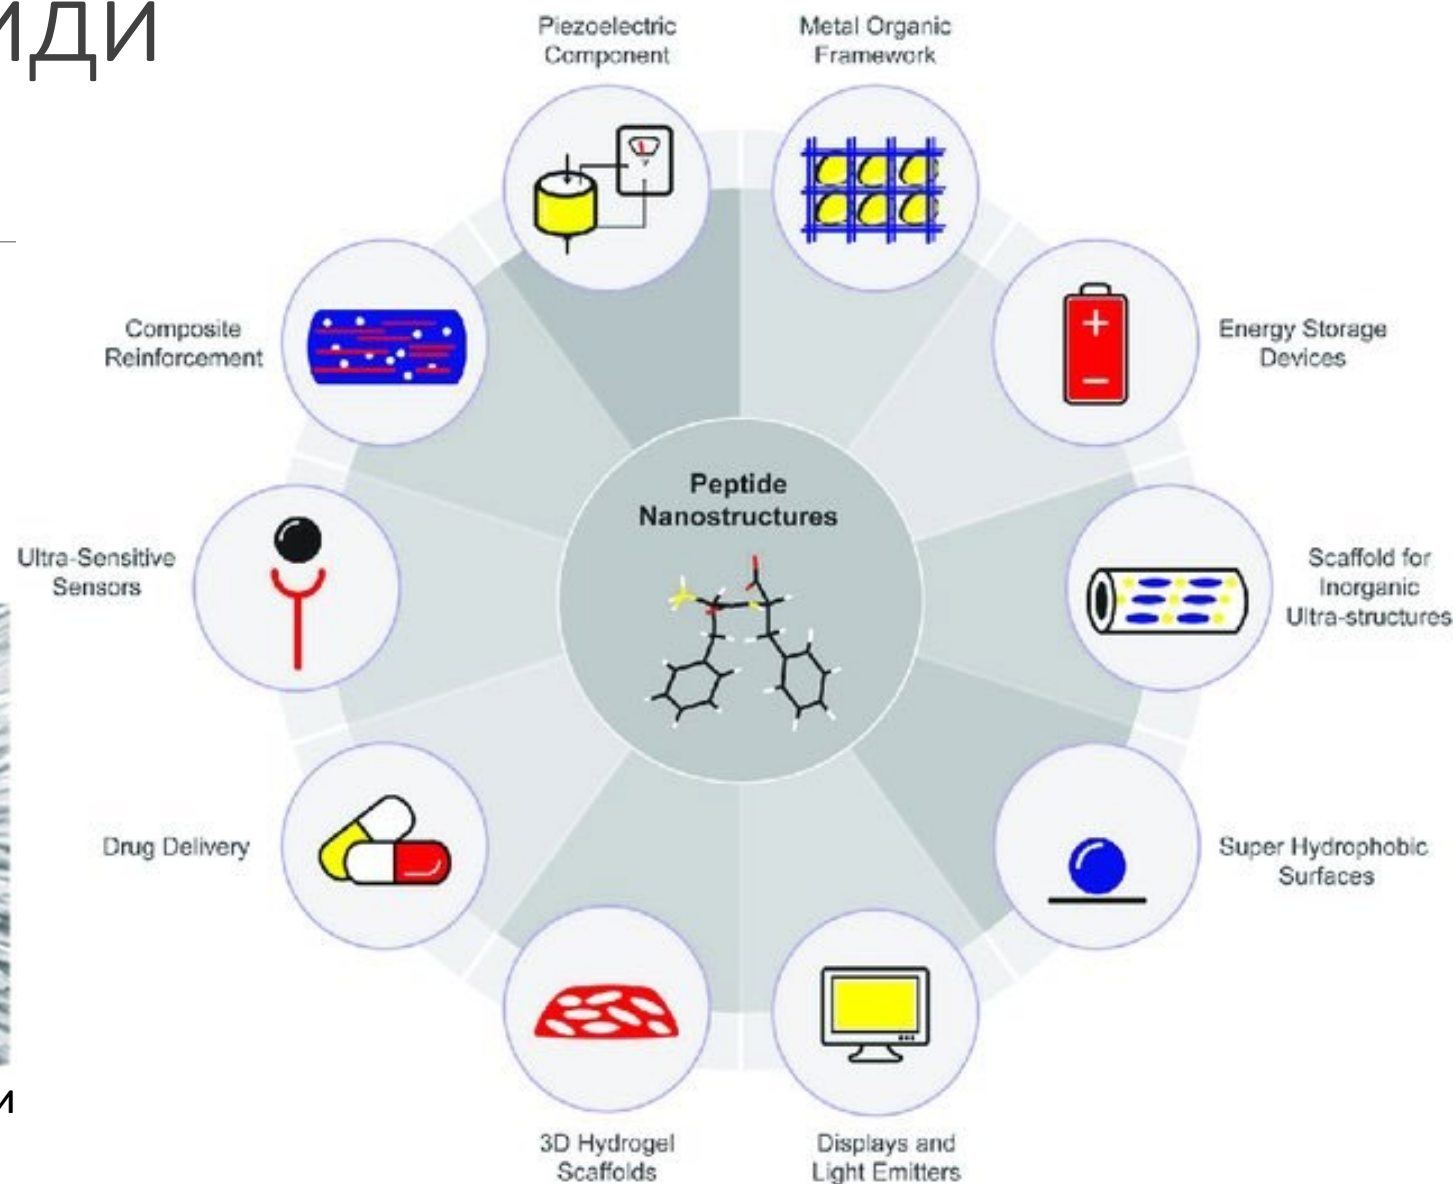 иди
Piezoelectric
Component
Metal Organic
Framework
Composite
Reinforcement
Energy Storage
Devices
Peptide
Nanostructures
Ultra-Sensitive
Sensors
Scaffold for
Inorganic
Ultra-structures
Drug Delivery
Super Hydrophobic
Surfaces
и
3D Hydrogel
Scaffolds
Displays and
Light Emitters